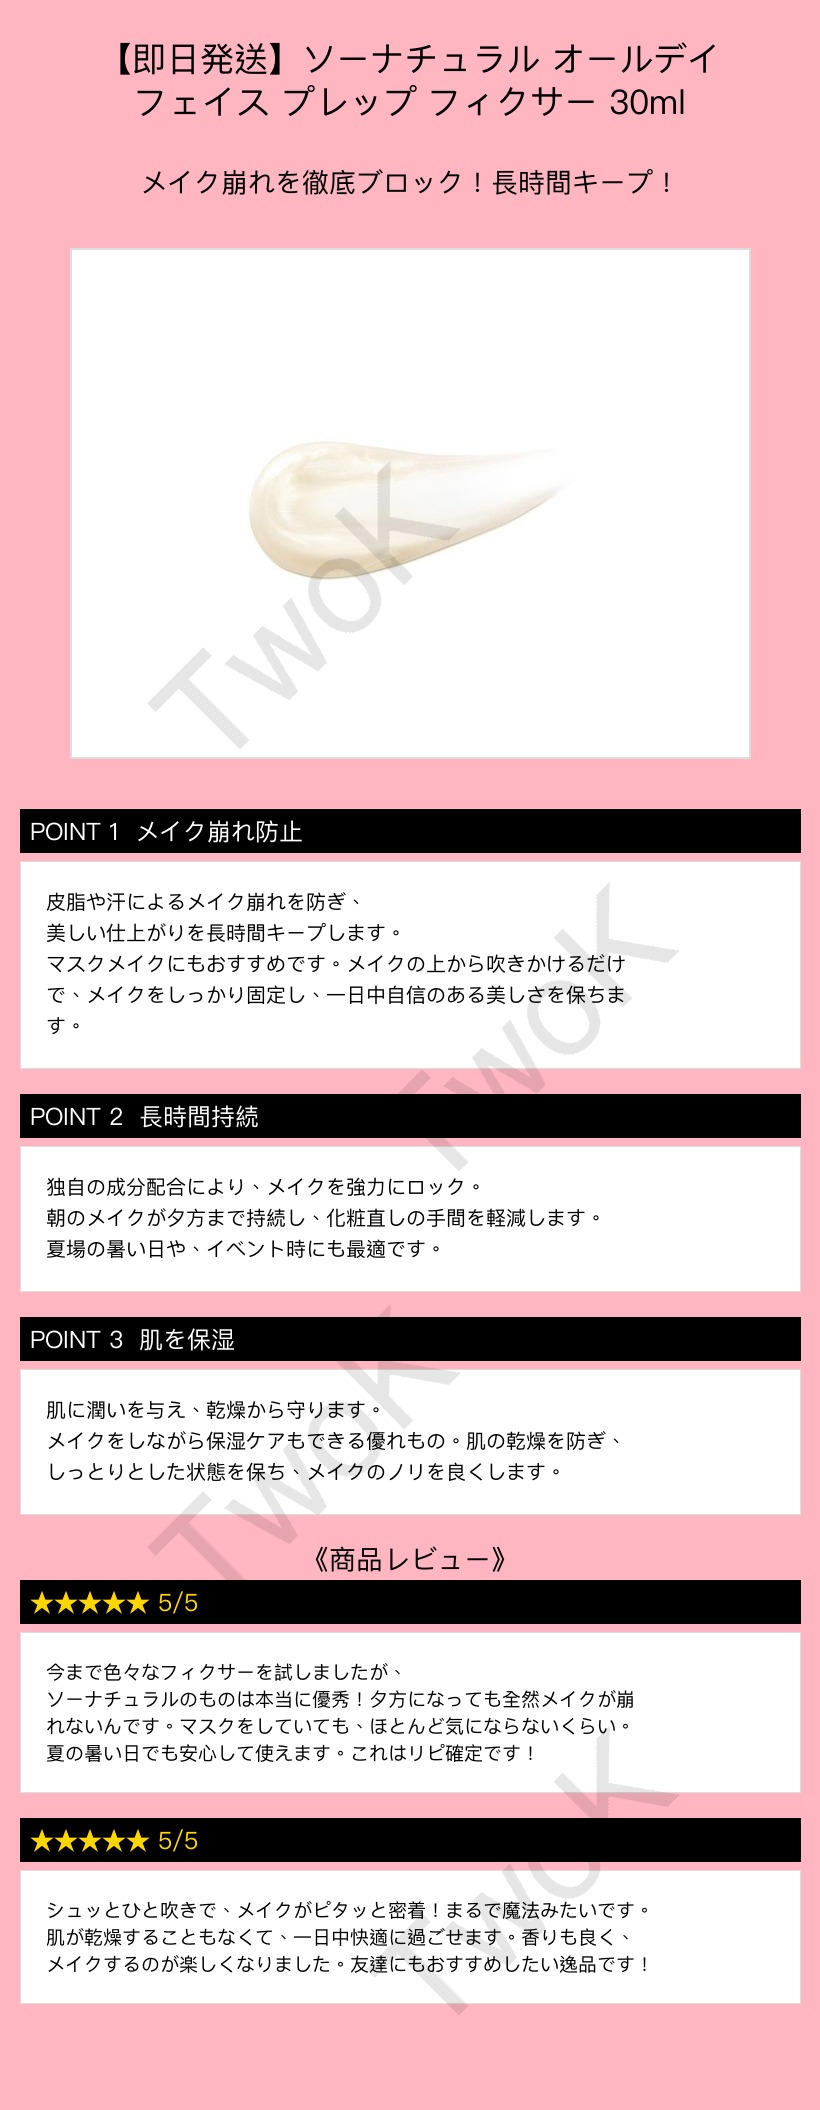 【即日発送】ソーナチュラル オールデイ
フェイス プレップ フィクサー 30ml
メイク崩れを徹底ブロック！長時間キープ！
Twok
POINT 1 メイク崩れ防止
皮脂や汗によるメイク崩れを防ぎ、
美しい仕上がりを長時間キープします。
マスクメイクにもおすすめです。メイクの上から吹きかけるだけ
で、メイクをしっかり固定し、一日中自信のある美しさを保ちま
す。
Twok
POINT 2 長時間持続
独自の成分配合により、メイクを強力にロック。
朝のメイクが夕方まで持続し、化粧直しの手間を軽減します。
夏場の暑い日や、イベント時にも最適です。
POINT 3 肌を保湿
肌に潤いを与え、乾燥から守ります。
メイクをしながら保湿ケアもできる優れもの。肌の乾燥を防ぎ、
しっとりとした状態を保ち、メイクのノリを良くします。
Twok
《商品レビュー》
★★★★★ 5/5
今まで色々なフィクサーを試しましたが、
ソーナチュラルのものは本当に優秀！夕方になっても全然メイクが崩
れないんです。マスクをしていても、ほとんど気にならないくらい。
夏の暑い日でも安心して使えます。これはリピ確定です！
★★★★★ 5/5
シュッとひと吹きで、メイクがピタッと密着！まるで魔法みたいです。
肌が乾燥することもなくて、一日中快適に過ごせます。香りも良く、
メイクするのが楽しくなりました。友達にもおすすめしたい逸品です！
Twok